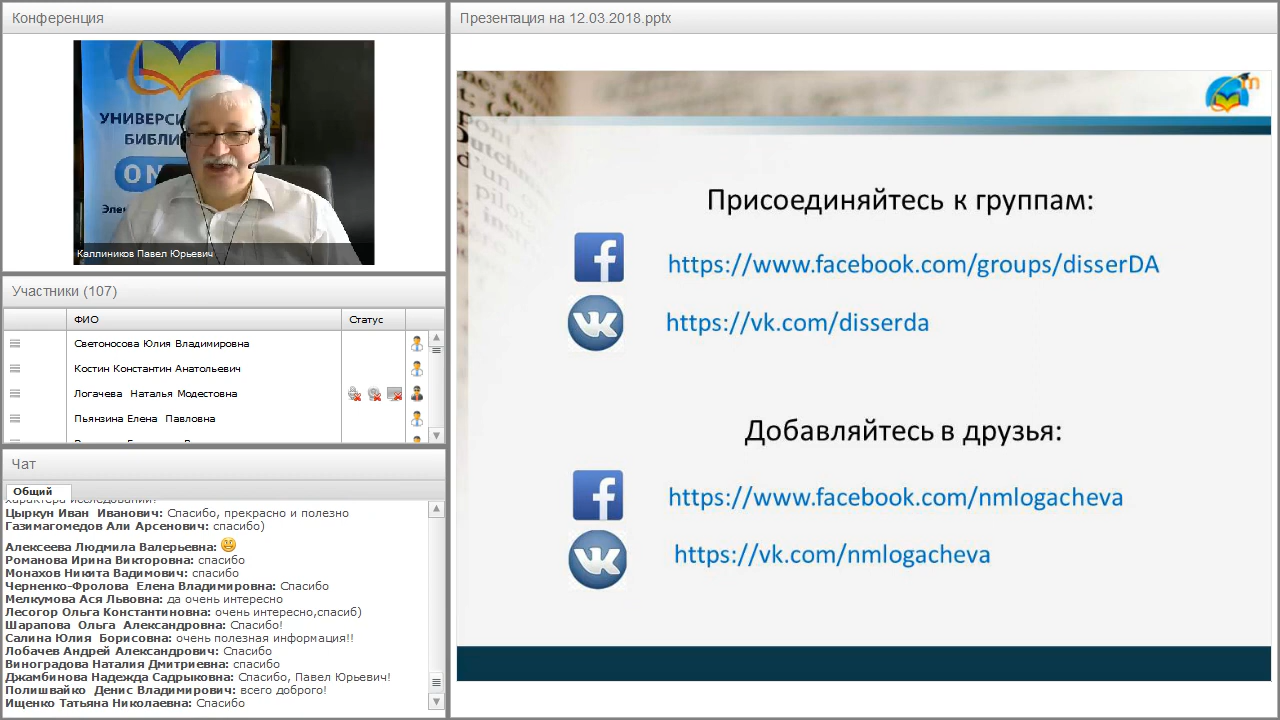 Конференция
УНИВЕРС
БИБЛИ
ON
Элек
Каллиников Павел Юрьевич
Участники (107)
ФИО Статус
Светоносова Юлия Владимировна
Костин Константин Анатольевич
Логачева Наталья Модестовна
Пьянзина Елена Павловна
Чат
Общий
характера исследований!
Цыркун Иван Иванович: Спасибо, прекрасно и полезно
Газимагомедов Али Арсенович: спасибо)
Алексеева Людмила Валерьевна:
Романова Ирина Викторовна: спасибо
Монахов Никита Вадимович: спасибо
Черненко-Фролова Елена Владимировна: Спасибо
Мелкумова Ася Львовна: да очень интересно
Лесогор Ольга Константиновна: очень интересно,спасиб)
Шарапова Ольга Александровна: Спасибо!
Салина Юлия Борисовна: очень полезная информация!!
Лобачев Андрей Александрович: Спасибо
Виноградова Наталия Дмитриевна: спасибо
Джамбинова Надежда Садрыковна: Спасибо, Павел Юрьевич!
Полишвайко Денис Владимирович: всего доброго!
Ищенко Татьяна Николаевна: Спасибо
Презентация на 12.03.2018.pptx
Присоединяйтесь к группам:
https://www.facebook.com/groups/disserDA
https://vk.com/disserda
Добавляйтесь в друзья:
https://www.facebook.com/nmlogacheva
https://vk.com/nmlogacheva